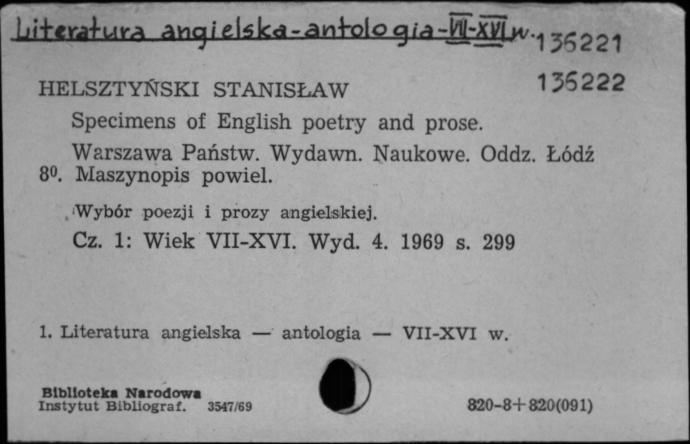 Literatura angielska-antologia-VII-XVI w.
136221
136222
HELSZTYŃSKI STANISŁAW
Specimens of English poetry and prose.
Warszawa Państw. Wydawn. Naukowe. Oddz. Łódź
8⁰. Maszynopis powiel.
Wybór poezji i prozy angielskiej.
Cz. 1: Wiek VII-XVI. Wyd. 4. 1969 s. 299
1. Literatura angielska — antologia — VII-XVI w.
Biblioteka Narodowa
Instytut Bibliograf. 3547/69
820-8+820(091)